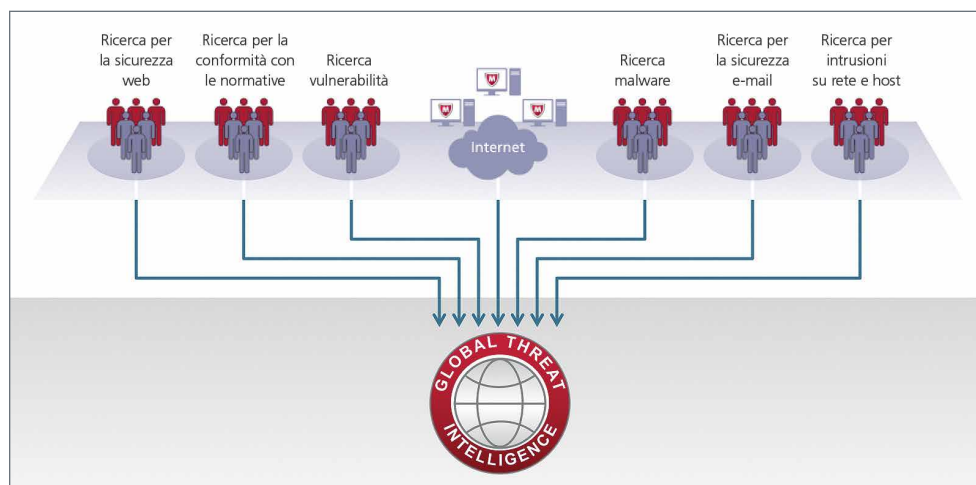 Ricerca per
la sicurezza
web
Ricerca per la
conformità con
le normative
Ricerca
vulnerabilità
Internet
Ricerca
malware
Ricerca per
la sicurezza
e-mail
Ricerca per
intrusioni
su rete e host
GLOBAL THREAT
INTELLIGENCE